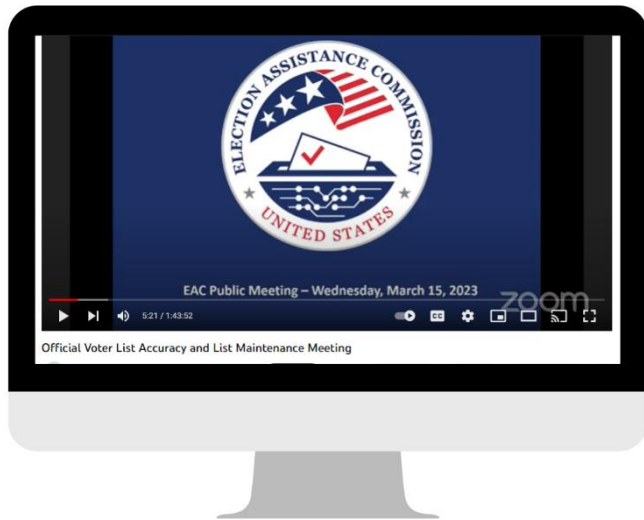 ELECTION ASSISTANCE COMMISSION
UNITED STATES
EAC Public Meeting – Wednesday, March 15, 2023
zoom
5:21 / 1:43:52
CC
Official Voter List Accuracy and List Maintenance Meeting